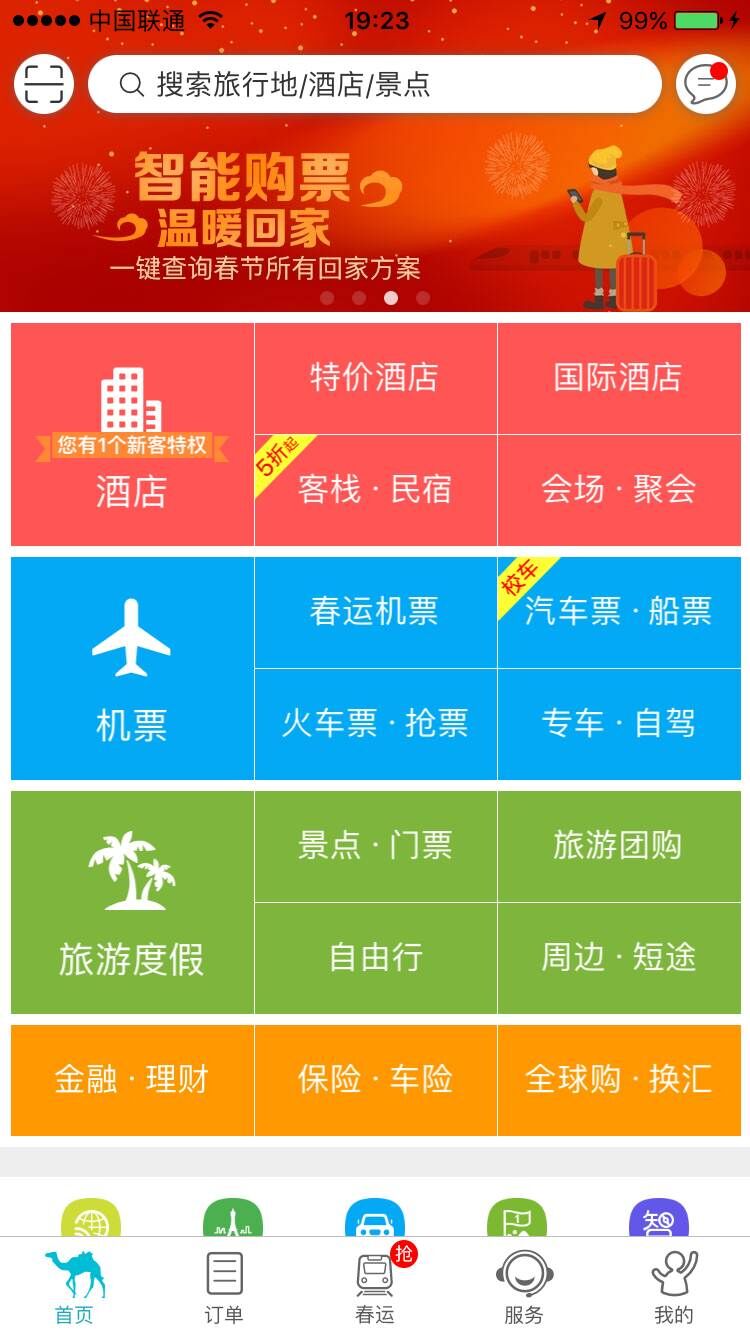 中国联通 19:23 99%
搜索旅行地/酒店/景点
智能购票
温暖回家
一键查询春节所有回家方案
您有1个新客特权
酒店
特价酒店
国际酒店
5折起
客栈 · 民宿
会场 · 聚会
机票
春运机票
校车
汽车票 · 船票
火车票 · 抢票
专车 · 自驾
旅游度假
景点 · 门票
旅游团购
自由行
周边 · 短途
金融 · 理财
保险 · 车险
全球购 · 换汇
1
知
首页
订单
抢
春运
服务
我的